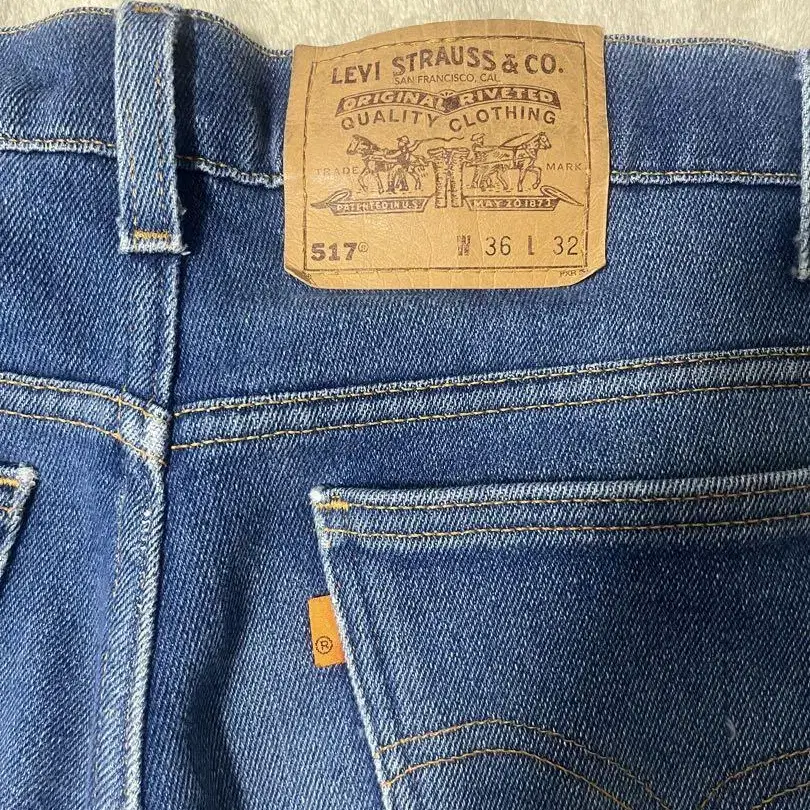 LEVI STRAUSS & CO.
SAN FRANCISCO, CAL.
ORIGINAL RIVETED
QUALITY CLOTHING
TRADE MARK
PATENTED IN U.S. MAY 20 1873
517® W 36 L 32
®